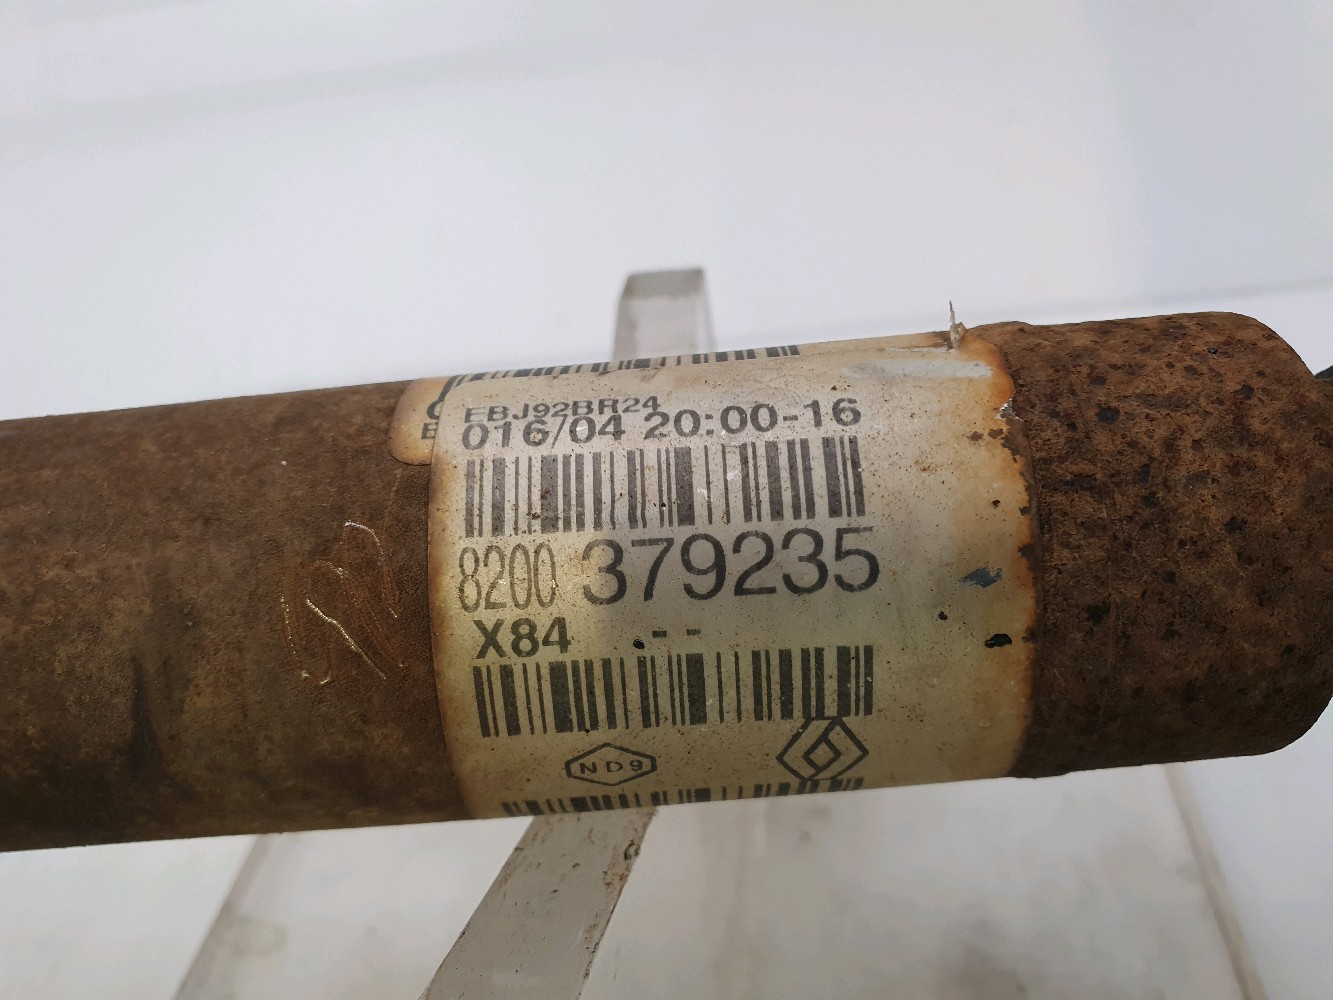 EBJ92BR24
016/04 20:00-16
8200 379235
X84 --
ND9